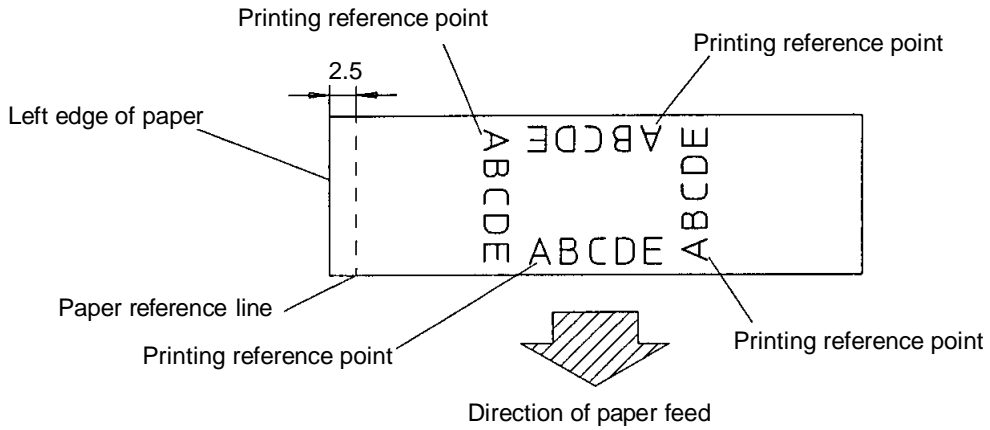 Printing reference point
Printing reference point
2.5
Left edge of paper
ABCDE
ABCDE
ABCDE
ABCDE
Paper reference line
Printing reference point
Printing reference point
Direction of paper feed